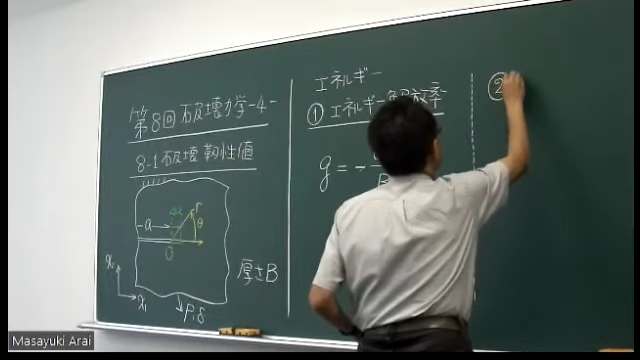 第8回 破壊力学-4-
8-1 破壊靭性値
a
Δa
r
θ
O
厚さB
x₂
x₁
P, δ
エネルギー
① エネルギー解放率
g = -
②
Masayuki Arai